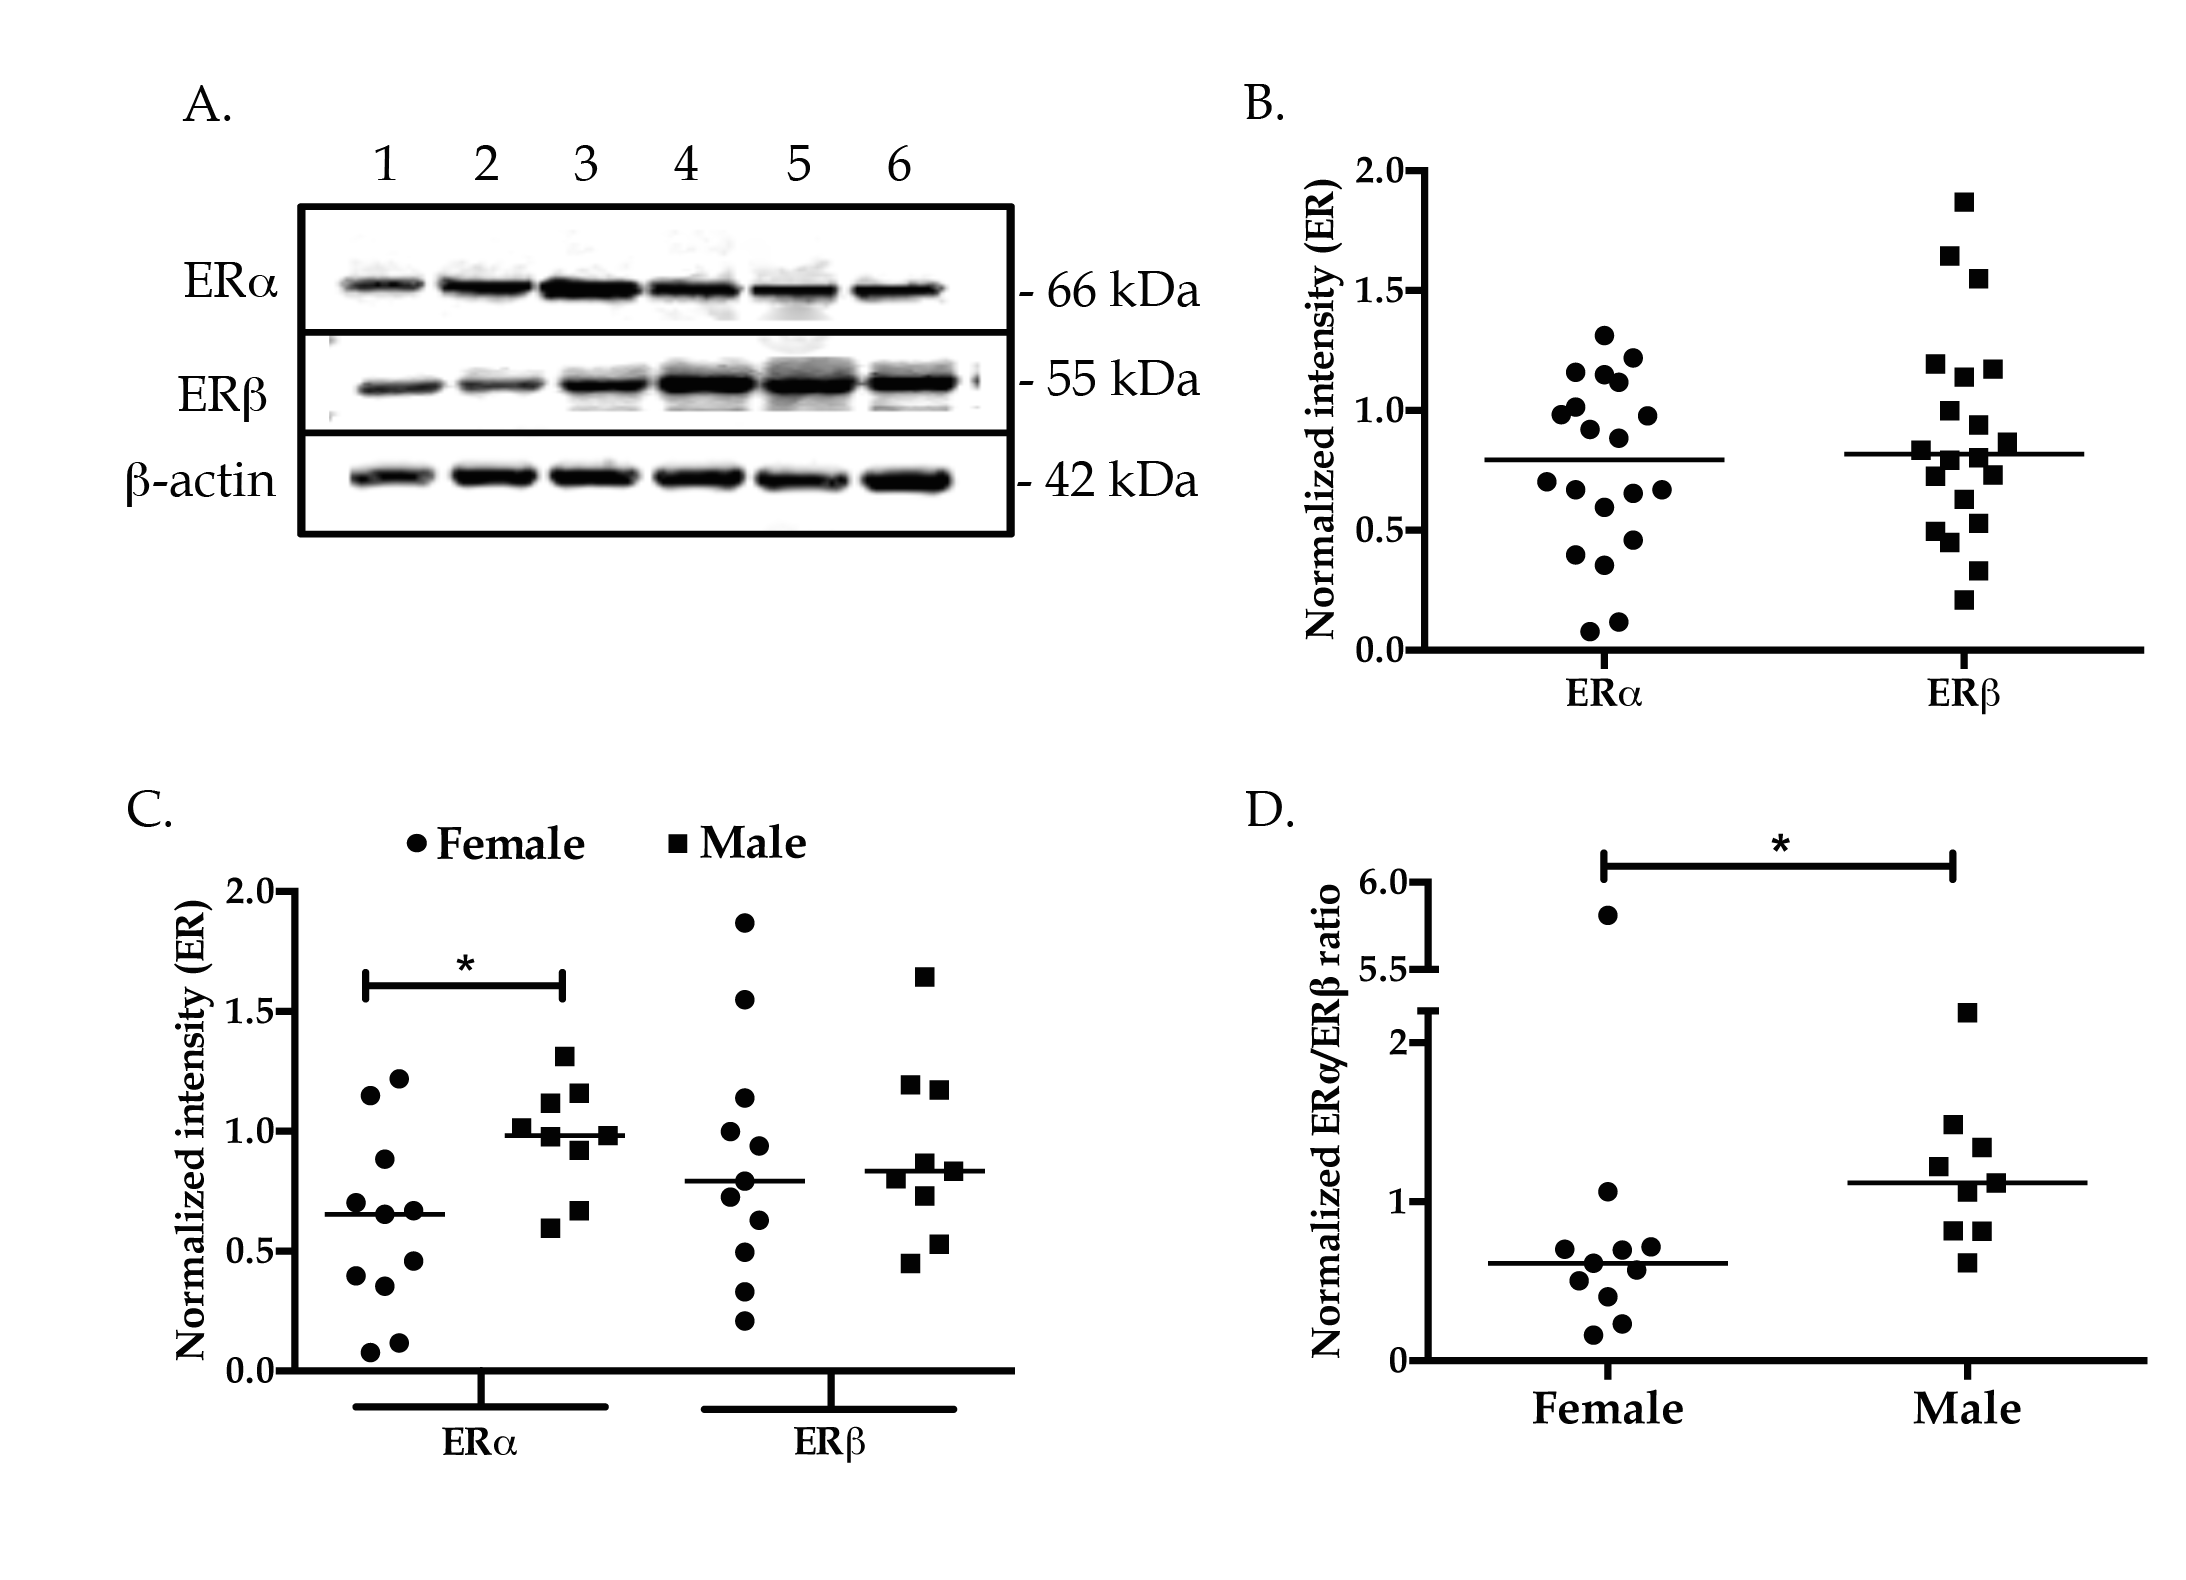 A.
1 2 3 4 5 6
ERα
- 66 kDa
ERβ
- 55 kDa
β-actin
- 42 kDa
B.
Normalized intensity (ER)
2.0
1.5
1.0
0.5
0.0
ERα ERβ
C.
Female Male
Normalized intensity (ER)
2.0
*
1.5
1.0
0.5
0.0
ERα ERβ
D.
*
Normalized ERα/ERβ ratio
6.0
5.5
2
1
0
Female Male